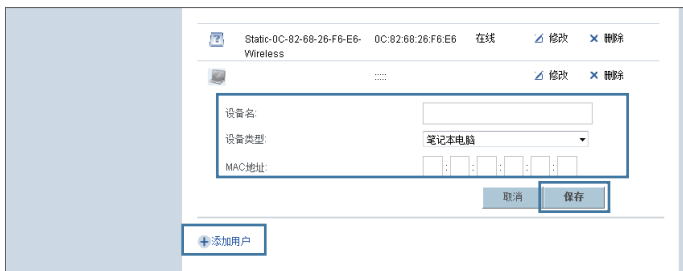 Static-0C-82-68-26-F6-E6-Wireless 0C:82:68:26:F6:E6 在线 修改 删除
::::: 修改 删除
设备名:
设备类型: 笔记本电脑
MAC地址: : : : : :
取消 保存
添加用户